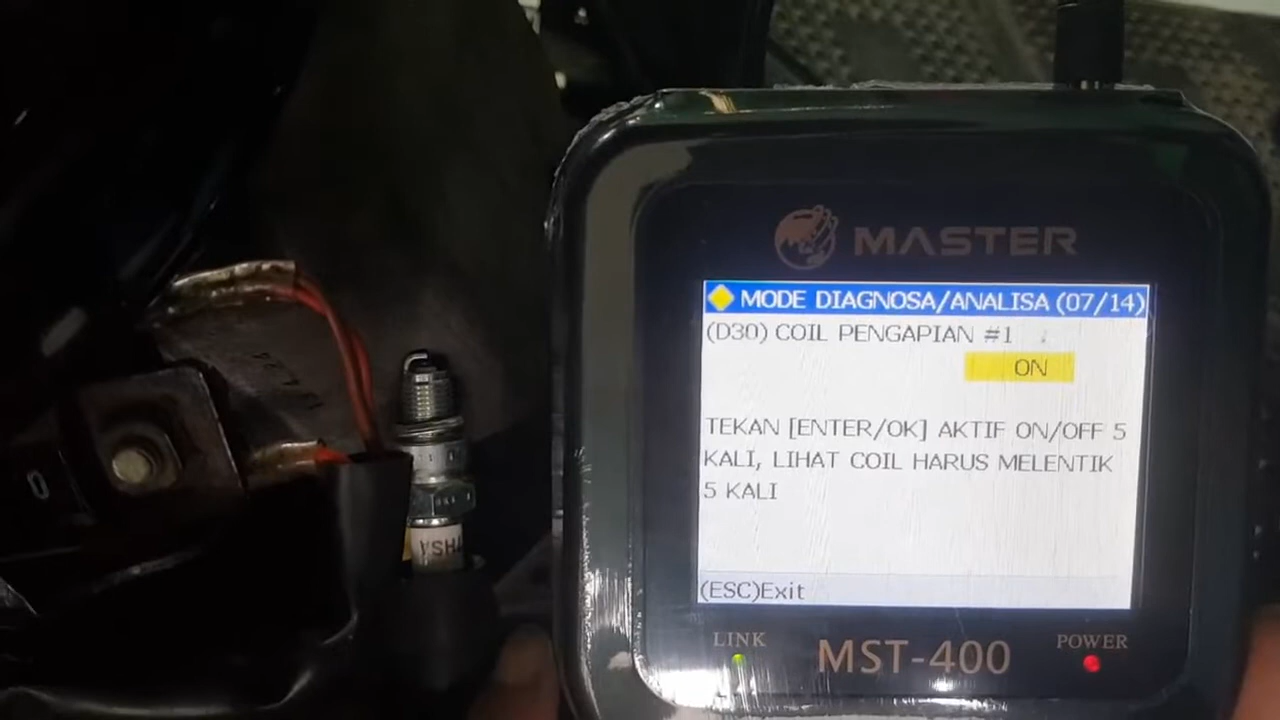 MASTER
MODE DIAGNOSA/ANALISA (07/14)
(D30) COIL PENGAPIAN #1
ON
TEKAN [ENTER/OK] AKTIF ON/OFF 5
KALI, LIHAT COIL HARUS MELENTIK
5 KALI
(ESC)Exit
LINK
POWER
MST-400